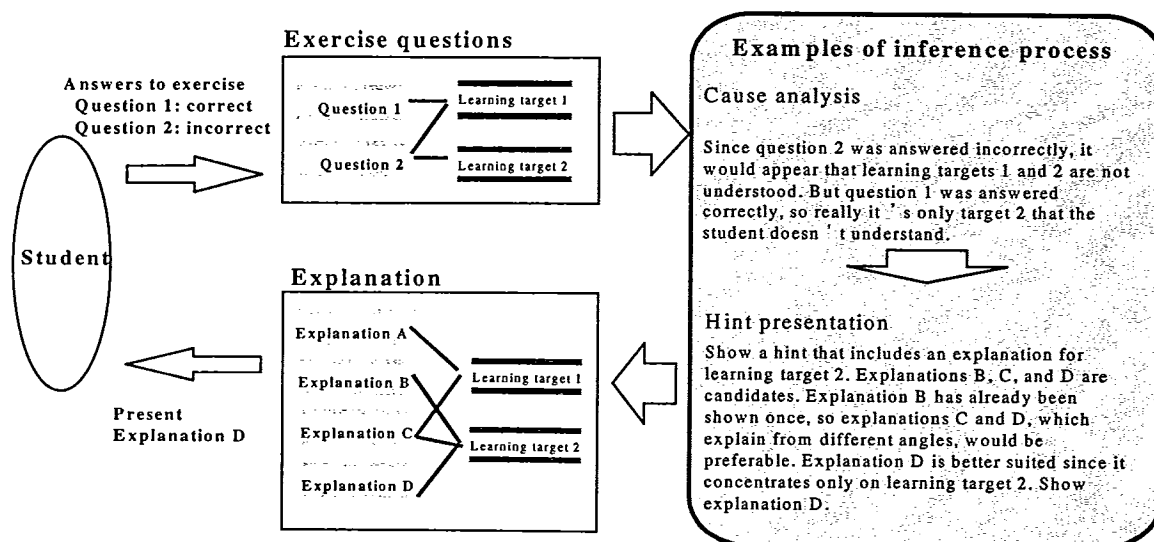 Exercise questions
Answers to exercise
Question 1: correct
Question 2: incorrect
Question 1
Learning target 1
Question 2
Learning target 2
Student
Explanation
Explanation A
Explanation B
Learning target 1
Explanation C
Learning target 2
Explanation D
Present
Explanation D
Examples of inference process
Cause analysis
Since question 2 was answered incorrectly, it
would appear that learning targets 1 and 2 are not
understood. But question 1 was answered
correctly, so really it ’s only target 2 that the
student doesn ’ t understand.
Hint presentation
Show a hint that includes an explanation for
learning target 2. Explanations B, C, and D are
candidates. Explanation B has already been
shown once, so explanations C and D, which
explain from different angles, would be
preferable. Explanation D is better suited since it
concentrates only on learning target 2. Show
explanation D.